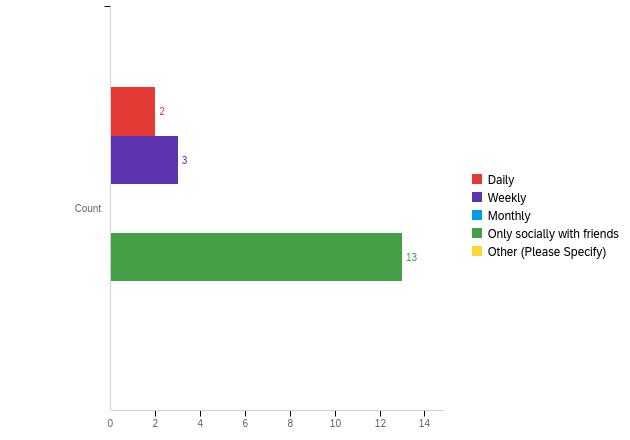 2
3
Count
13
0 2 4 6 8 10 12 14
Daily
Weekly
Monthly
Only socially with friends
Other (Please Specify)